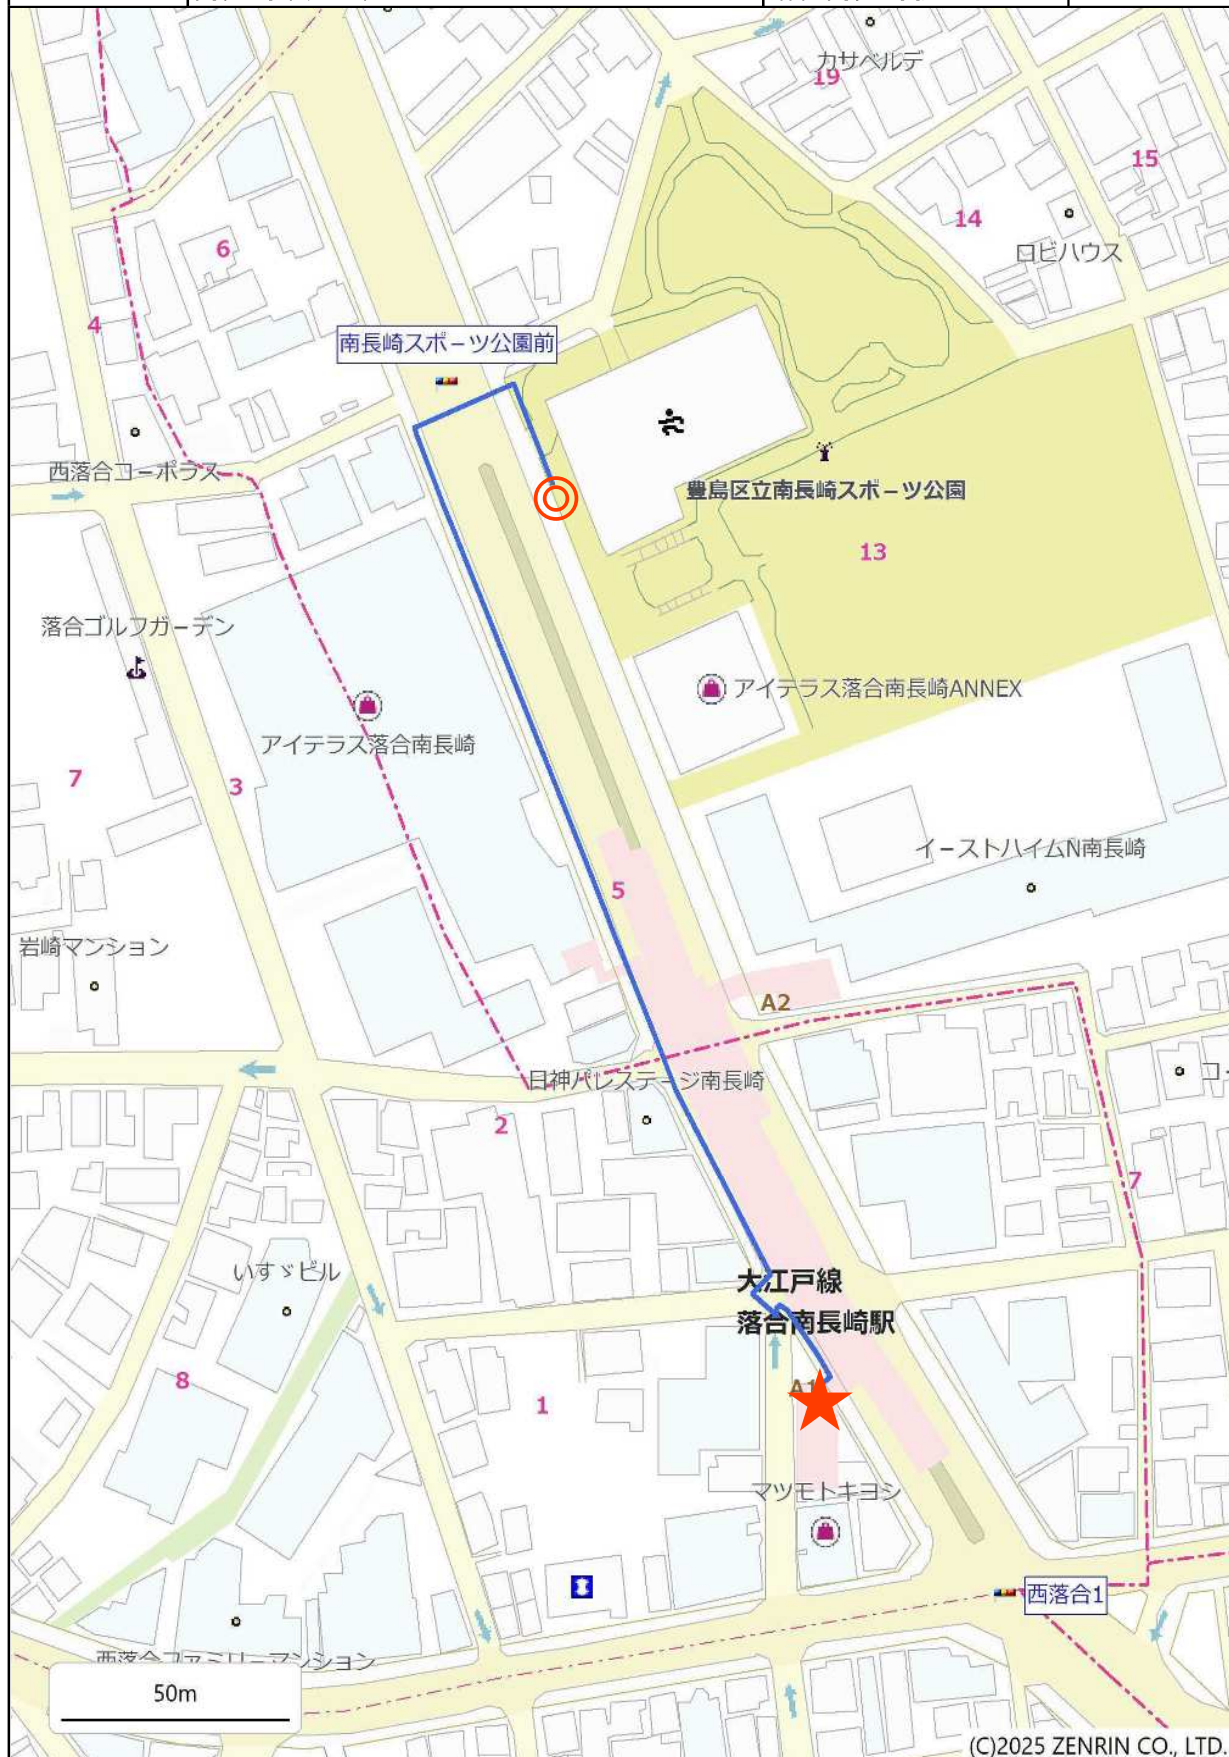 カサベルデ
19
15
14
6
ロビハウス
4
南長崎スポーツ公園前
西落合コーポラス
豊島区立南長崎スポーツ公園
13
落合ゴルフガーデン
アイテラス落合南長崎ANNEX
アイテラス落合南長崎
7
3
イーストハイムN南長崎
5
岩崎マンション
A2
日神パレステージ南長崎
コー
2
7
いすゞビル
大江戸線
落合南長崎駅
8
A1
1
マツモトキヨシ
西落合1
西落合ファミリーマンション
50m
(C)2025 ZENRIN CO., LTD.